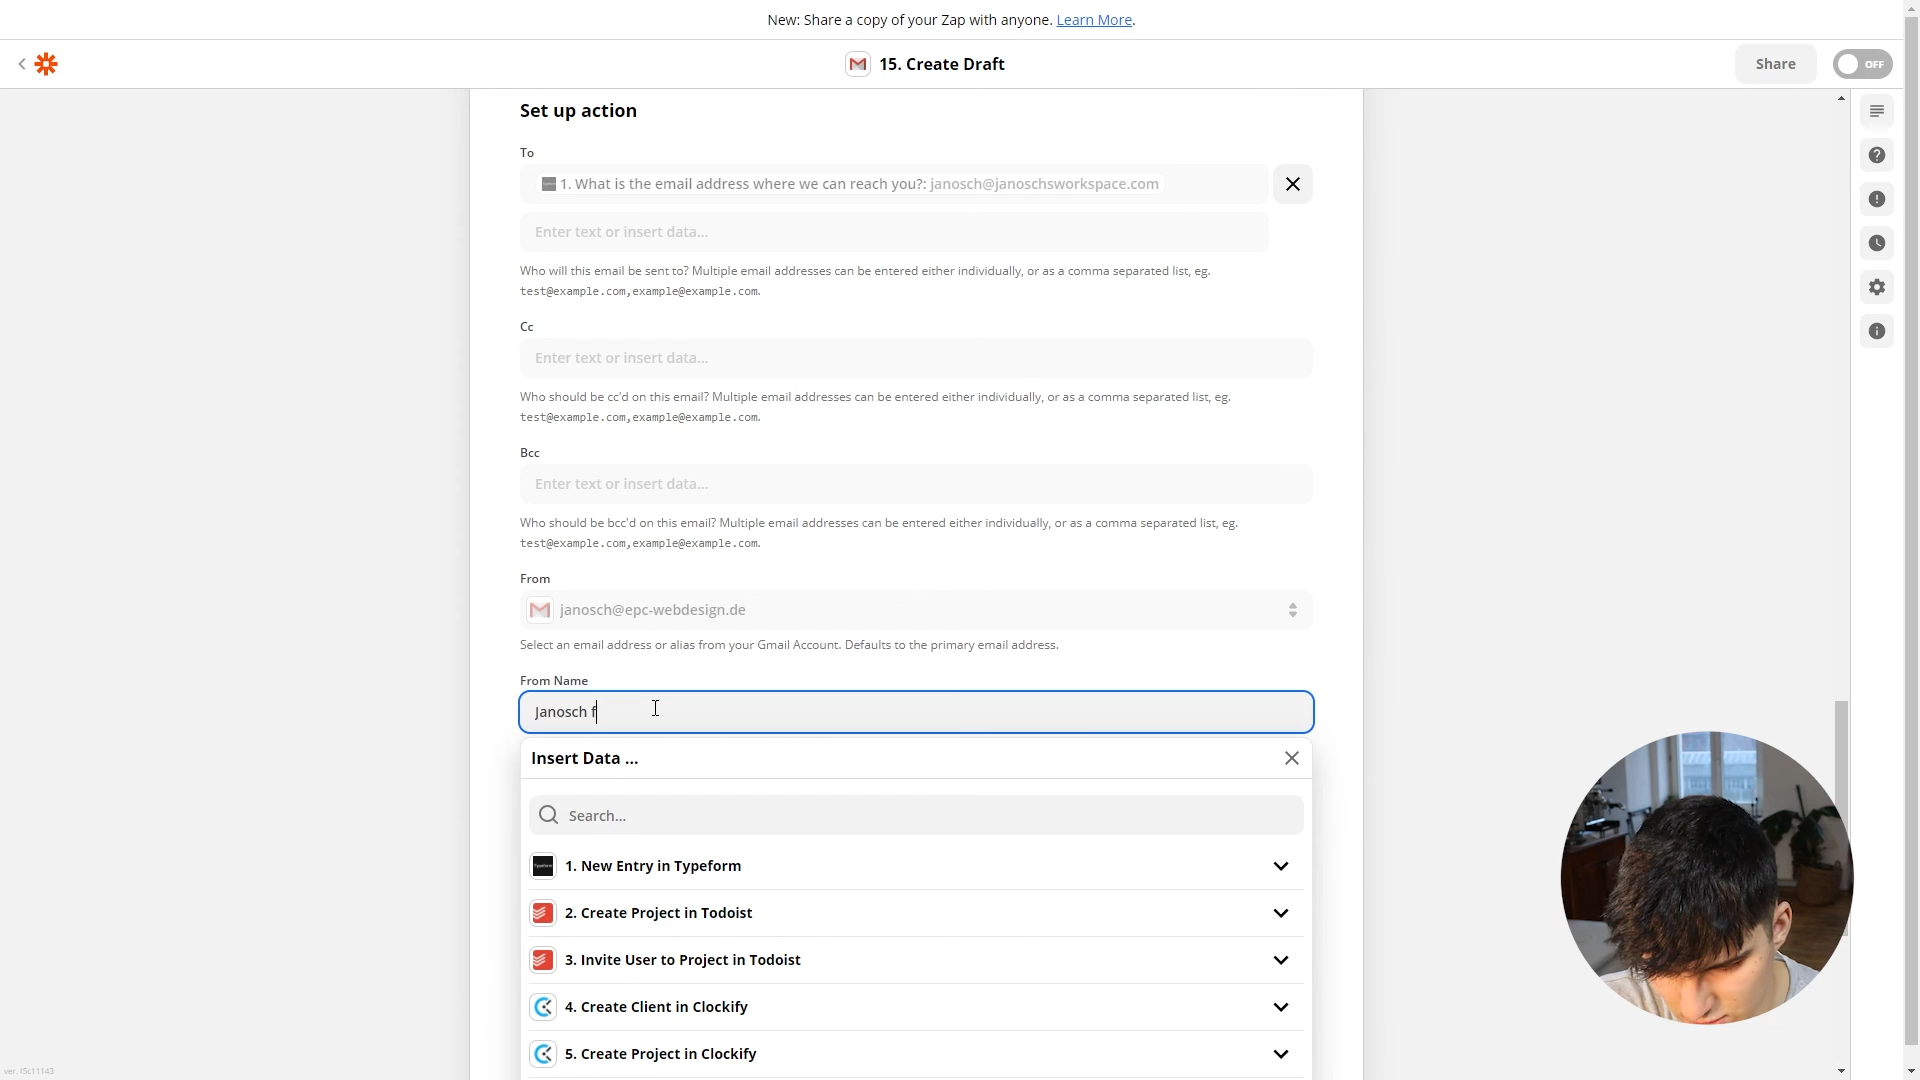 New: Share a copy of your Zap with anyone. Learn More.
15. Create Draft
Share
OFF
Set up action
To
1. What is the email address where we can reach you?: janosch@janoschsworkspace.com
Enter text or insert data...
Who will this email be sent to? Multiple email addresses can be entered either individually, or as a comma separated list, eg.
test@example.com,example@example.com.
Cc
Enter text or insert data...
Who should be cc'd on this email? Multiple email addresses can be entered either individually, or as a comma separated list, eg.
test@example.com,example@example.com.
Bcc
Enter text or insert data...
Who should be bcc'd on this email? Multiple email addresses can be entered either individually, or as a comma separated list, eg.
test@example.com,example@example.com.
From
janosch@epc-webdesign.de
Select an email address or alias from your Gmail Account. Defaults to the primary email address.
From Name
Janosch f
Insert Data ...
Search...
1. New Entry in Typeform
2. Create Project in Todoist
3. Invite User to Project in Todoist
4. Create Client in Clockify
5. Create Project in Clockify